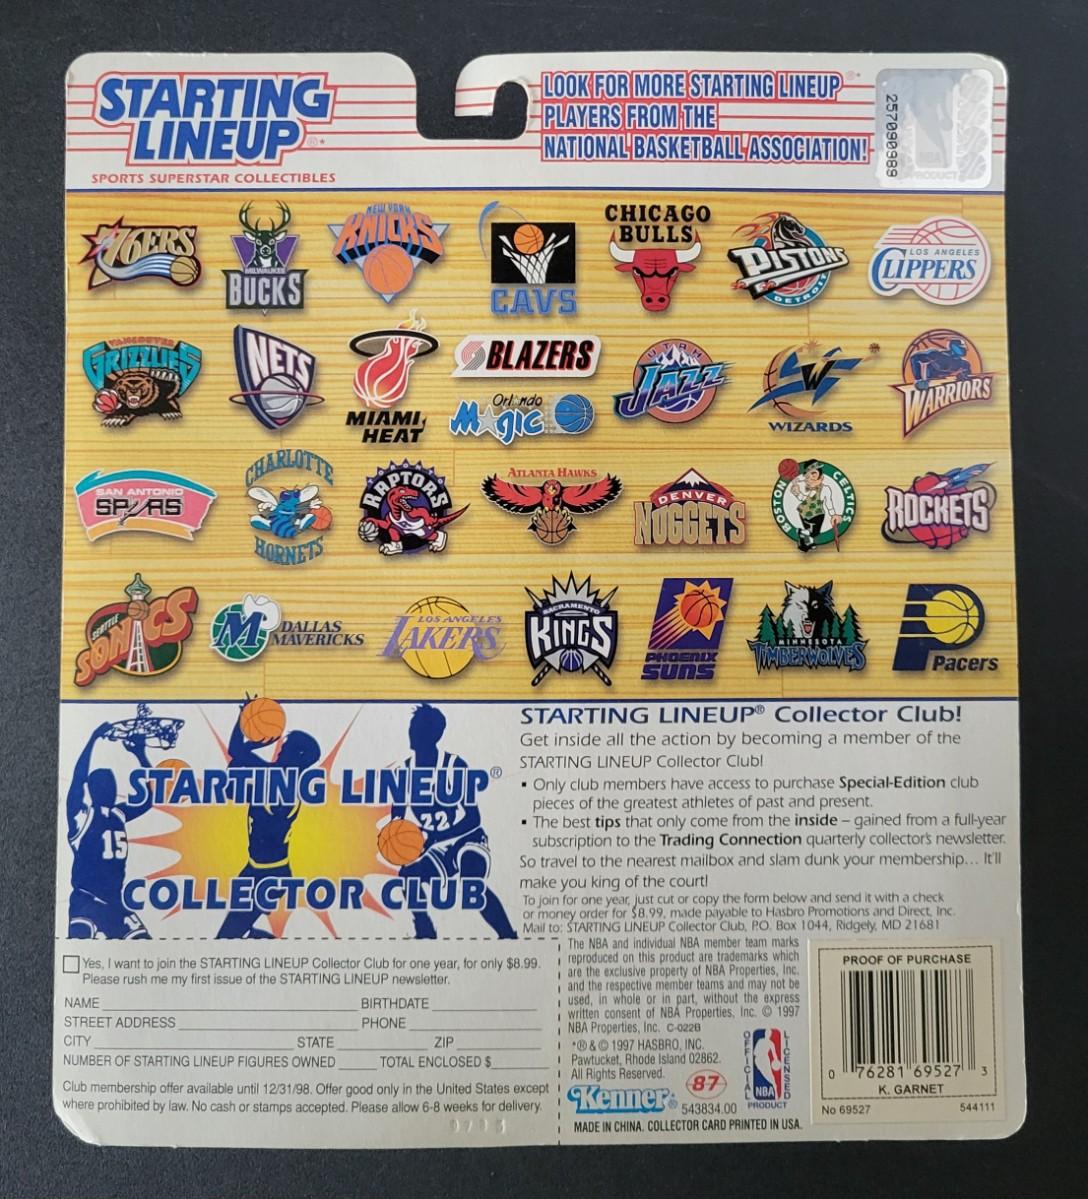 STARTING
LINEUP®*
SPORTS SUPERSTAR COLLECTIBLES
LOOK FOR MORE STARTING LINEUP®*
PLAYERS FROM THE
NATIONAL BASKETBALL ASSOCIATION!
257090989
NBA
PRODUCT
76ERS
MILWAUKEE
BUCKS
NEW YORK
KNICKS
CAVS
CHICAGO
BULLS
PISTONS
DETROIT
LOS ANGELES
CLIPPERS
VANCOUVER
GRIZZLIES
NETS
MIAMI
HEAT
BLAZERS
Orlando
Magic
UTAH
JAZZ
W
WIZARDS
WARRIORS
SAN ANTONIO
SPURS
CHARLOTTE
HORNETS
RAPTORS
ATLANTA HAWKS
DENVER
NUGGETS
BOSTON
CELTICS
ROCKETS
SEATTLE
SONICS
M
DALLAS
MAVERICKS
LOS ANGELES
LAKERS
SACRAMENTO
KINGS
PHOENIX
SUNS
MINNESOTA
TIMBERWOLVES
Pacers
STARTING LINEUP®
COLLECTOR CLUB
15
22
STARTING LINEUP® Collector Club!
Get inside all the action by becoming a member of the
STARTING LINEUP Collector Club!
▪ Only club members have access to purchase Special-Edition club
pieces of the greatest athletes of past and present.
▪ The best tips that only come from the inside – gained from a full-year
subscription to the Trading Connection quarterly collector's newsletter.
So travel to the nearest mailbox and slam dunk your membership... It'll
make you king of the court!
To join for one year, just cut or copy the form below and send it with a check
or money order for $8.99, made payable to Hasbro Promotions and Direct, Inc.
Mail to: STARTING LINEUP Collector Club, P.O. Box 1044, Ridgely, MD 21681
Yes, I want to join the STARTING LINEUP Collector Club for one year, for only $8.99.
Please rush me my first issue of the STARTING LINEUP newsletter.
NAME BIRTHDATE
STREET ADDRESS PHONE
CITY STATE ZIP
NUMBER OF STARTING LINEUP FIGURES OWNED TOTAL ENCLOSED $
Club membership offer available until 12/31/98. Offer good only in the United States except
where prohibited by law. No cash or stamps accepted. Please allow 6-8 weeks for delivery.
The NBA and individual NBA member team marks
reproduced on this product are trademarks which
are the exclusive property of NBA Properties, Inc.
and the respective member teams and may not be
used, in whole or in part, without the express
written consent of NBA Properties, Inc. © 1997
NBA Properties, Inc. C-022B
*® & © 1997 HASBRO, INC.
Pawtucket, Rhode Island 02862.
All Rights Reserved.
87
Kenner®
543834.00
OFFICIAL
LICENSED
NBA
PRODUCT
MADE IN CHINA. COLLECTOR CARD PRINTED IN USA.
PROOF OF PURCHASE
0 76281 69527 3
K. GARNET
No 69527 544111